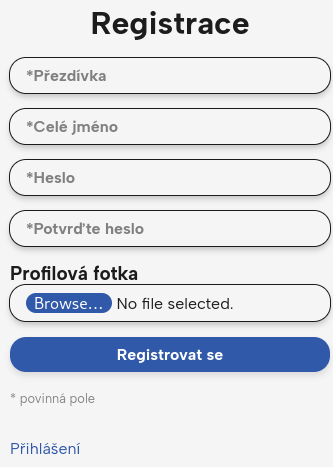 Registrace
*Přezdívka
*Celé jméno
*Heslo
*Potvrďte heslo
Profilová fotka
Browse... No file selected.
Registrovat se
* povinná pole
Přihlášení